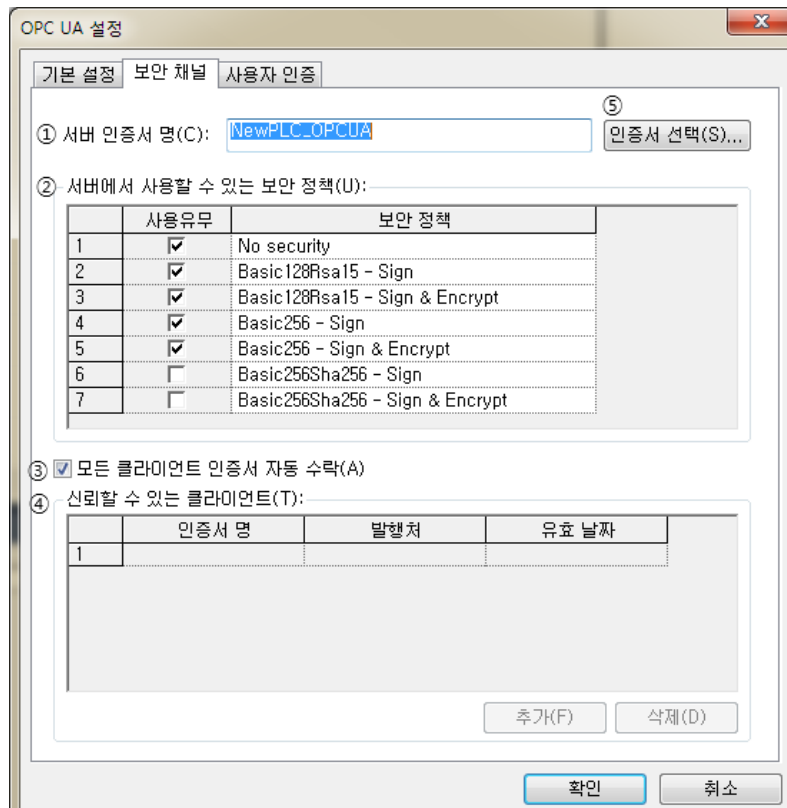 OPC UA 설정
기본 설정 보안 채널 사용자 인증
⑤
① 서버 인증서 명(C): NewPLC_OPCUA 인증서 선택(S)...
② 서버에서 사용할 수 있는 보안 정책(U):
사용유무 보안 정책
1 No security
2 Basic128Rsa15 - Sign
3 Basic128Rsa15 - Sign & Encrypt
4 Basic256 - Sign
5 Basic256 - Sign & Encrypt
6 Basic256Sha256 - Sign
7 Basic256Sha256 - Sign & Encrypt
③ 모든 클라이언트 인증서 자동 수락(A)
④ 신뢰할 수 있는 클라이언트(T):
인증서 명 발행처 유효 날짜
1
추가(F) 삭제(D)
확인 취소